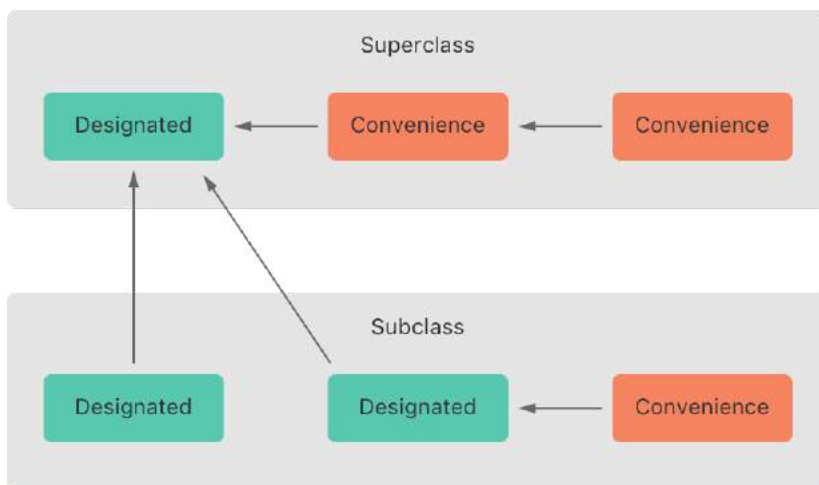 Superclass
Designated
Convenience
Convenience
Subclass
Designated
Designated
Convenience